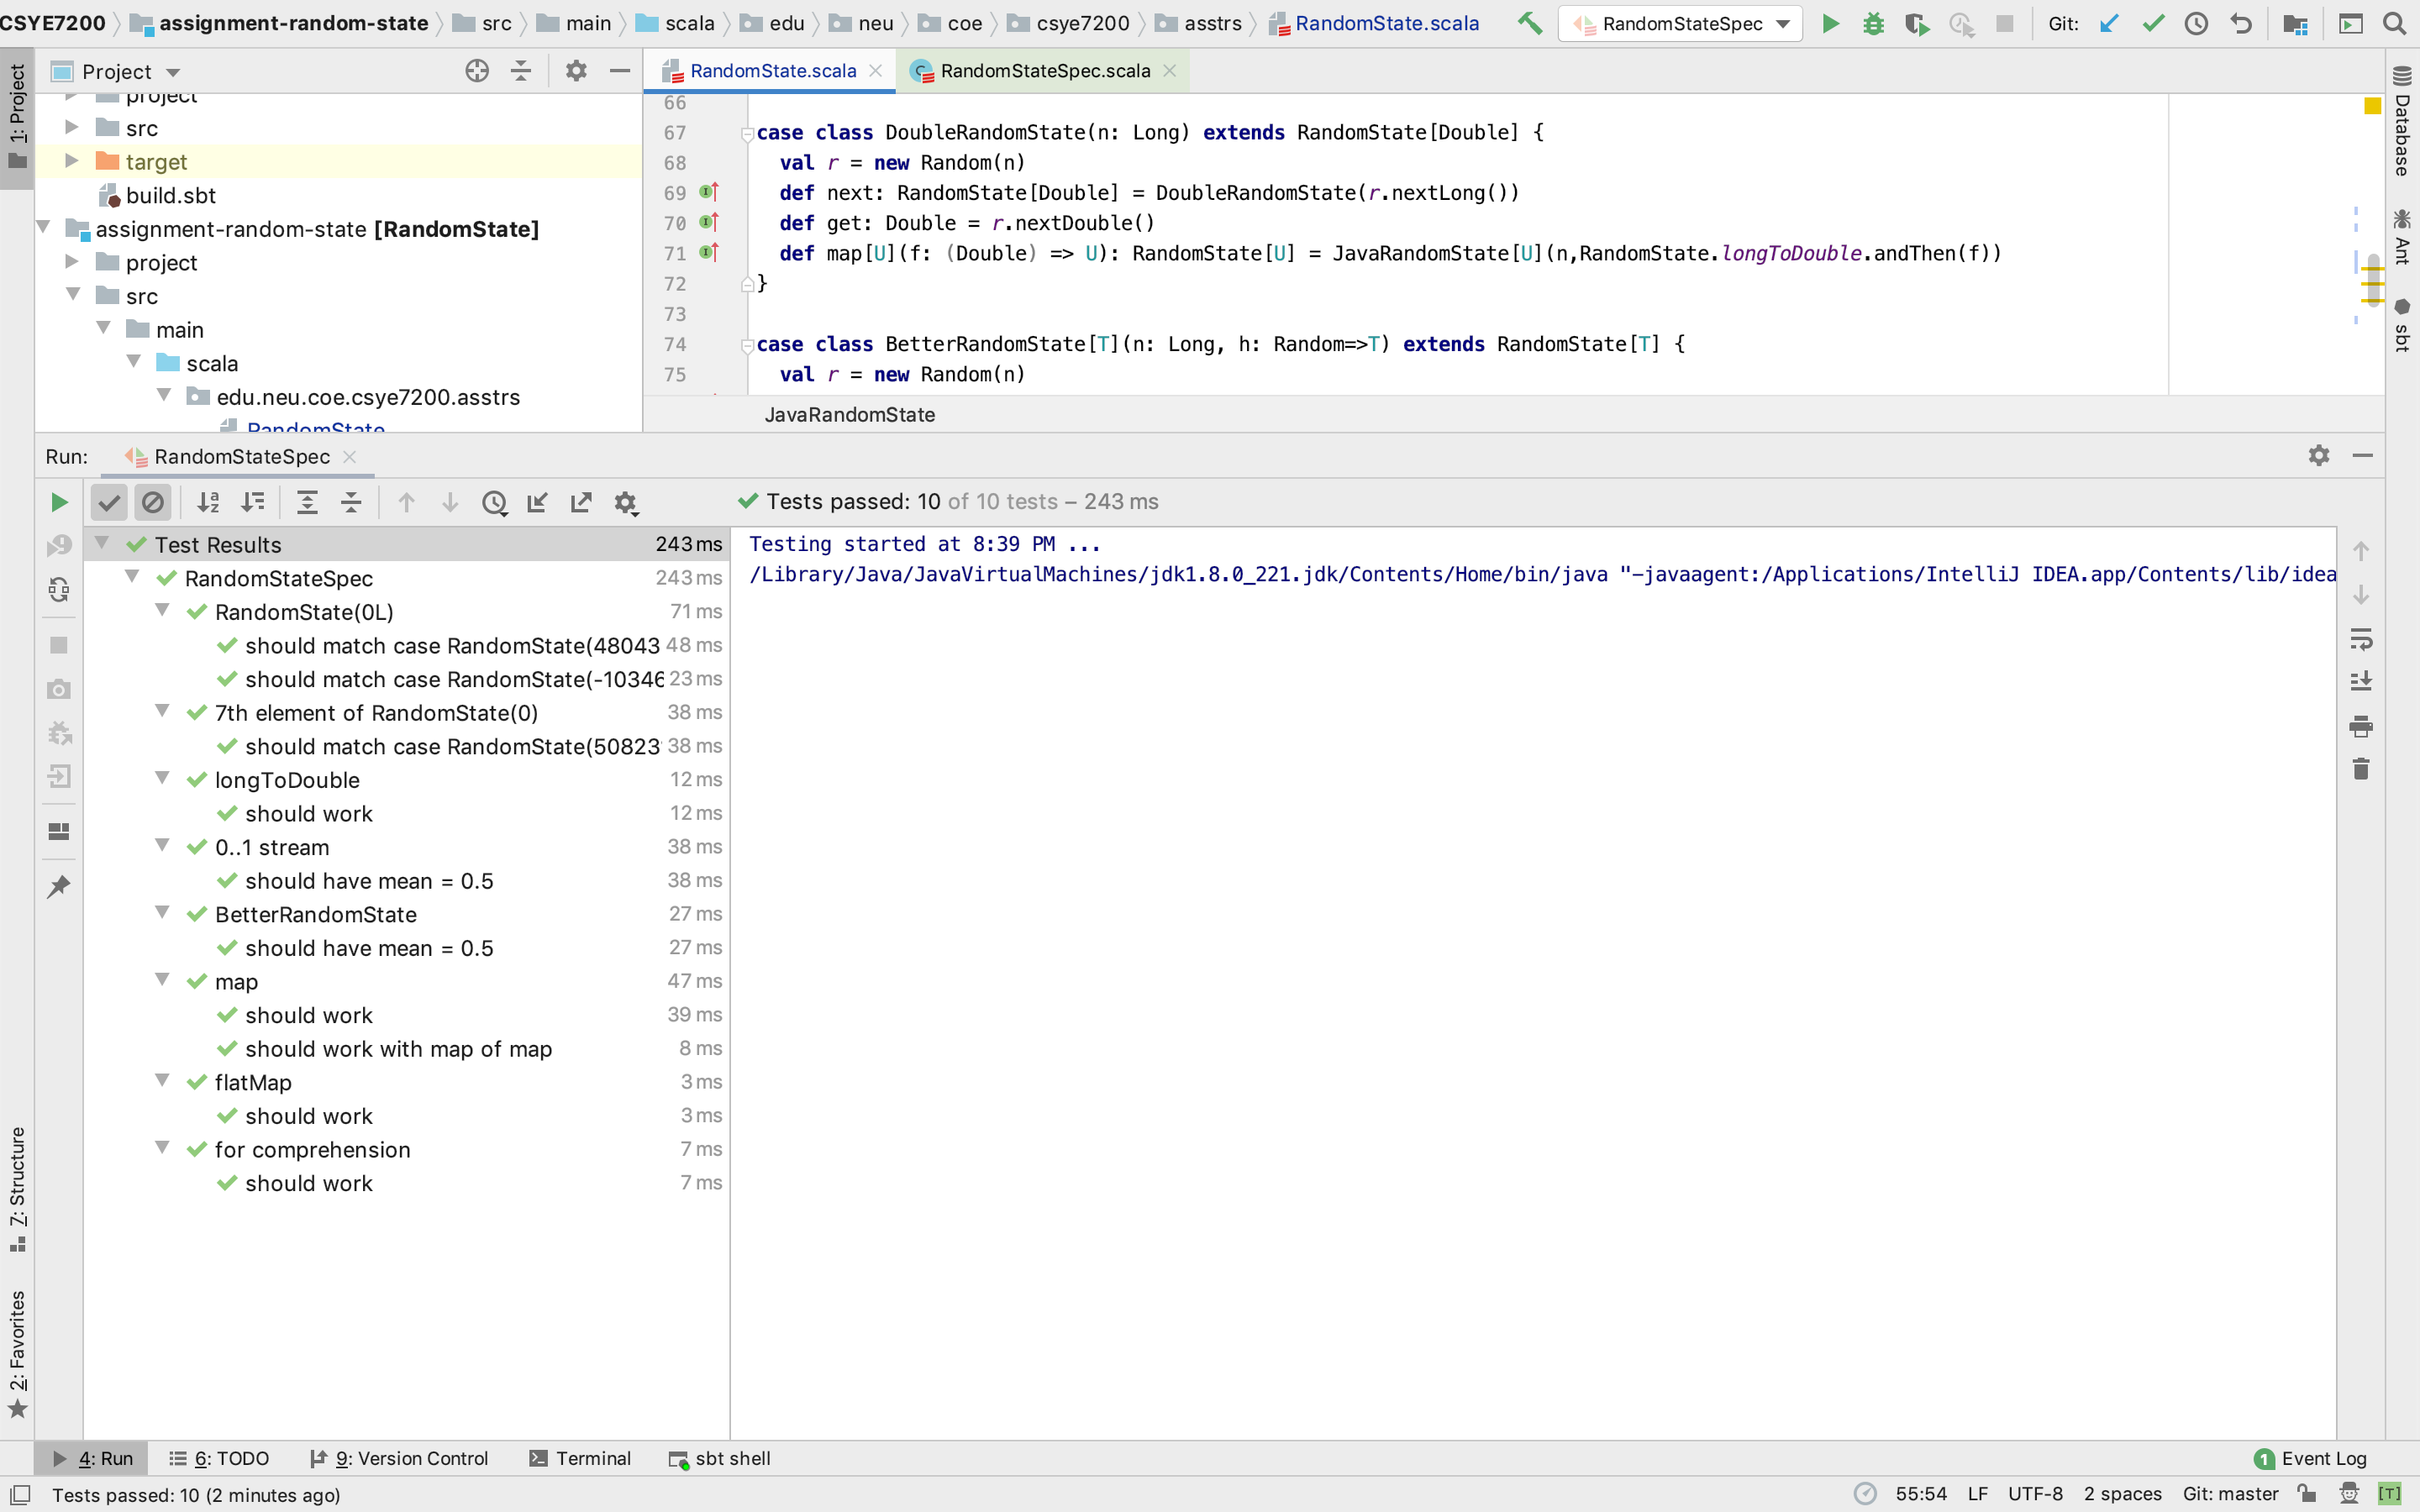 CSYE7200 assignment-random-state src main scala edu neu coe csye7200 asstrs RandomState.scala RandomStateSpec Git:
1: Project
Project
project
src
target
build.sbt
assignment-random-state [RandomState]
project
src
main
scala
edu.neu.coe.csye7200.asstrs
RandomState
RandomState.scala RandomStateSpec.scala
66
67 case class DoubleRandomState(n: Long) extends RandomState[Double] {
68 val r = new Random(n)
69 def next: RandomState[Double] = DoubleRandomState(r.nextLong())
70 def get: Double = r.nextDouble()
71 def map[U](f: (Double) => U): RandomState[U] = JavaRandomState[U](n,RandomState.longToDouble.andThen(f))
72 }
73
74 case class BetterRandomState[T](n: Long, h: Random=>T) extends RandomState[T] {
75 val r = new Random(n)
JavaRandomState
Database
Ant
sbt
Run: RandomStateSpec
Tests passed: 10 of 10 tests – 243 ms
Test Results 243 ms
RandomStateSpec 243 ms
RandomState(0L) 71 ms
should match case RandomState(48043 48 ms
should match case RandomState(-10346 23 ms
7th element of RandomState(0) 38 ms
should match case RandomState(50823 38 ms
longToDouble 12 ms
should work 12 ms
0..1 stream 38 ms
should have mean = 0.5 38 ms
BetterRandomState 27 ms
should have mean = 0.5 27 ms
map 47 ms
should work 39 ms
should work with map of map 8 ms
flatMap 3 ms
should work 3 ms
for comprehension 7 ms
should work 7 ms
Testing started at 8:39 PM ...
/Library/Java/JavaVirtualMachines/jdk1.8.0_221.jdk/Contents/Home/bin/java "-javaagent:/Applications/IntelliJ IDEA.app/Contents/lib/idea
7: Structure
2: Favorites
4: Run 6: TODO 9: Version Control Terminal sbt shell 1 Event Log
Tests passed: 10 (2 minutes ago) 55:54 LF UTF-8 2 spaces Git: master [T]